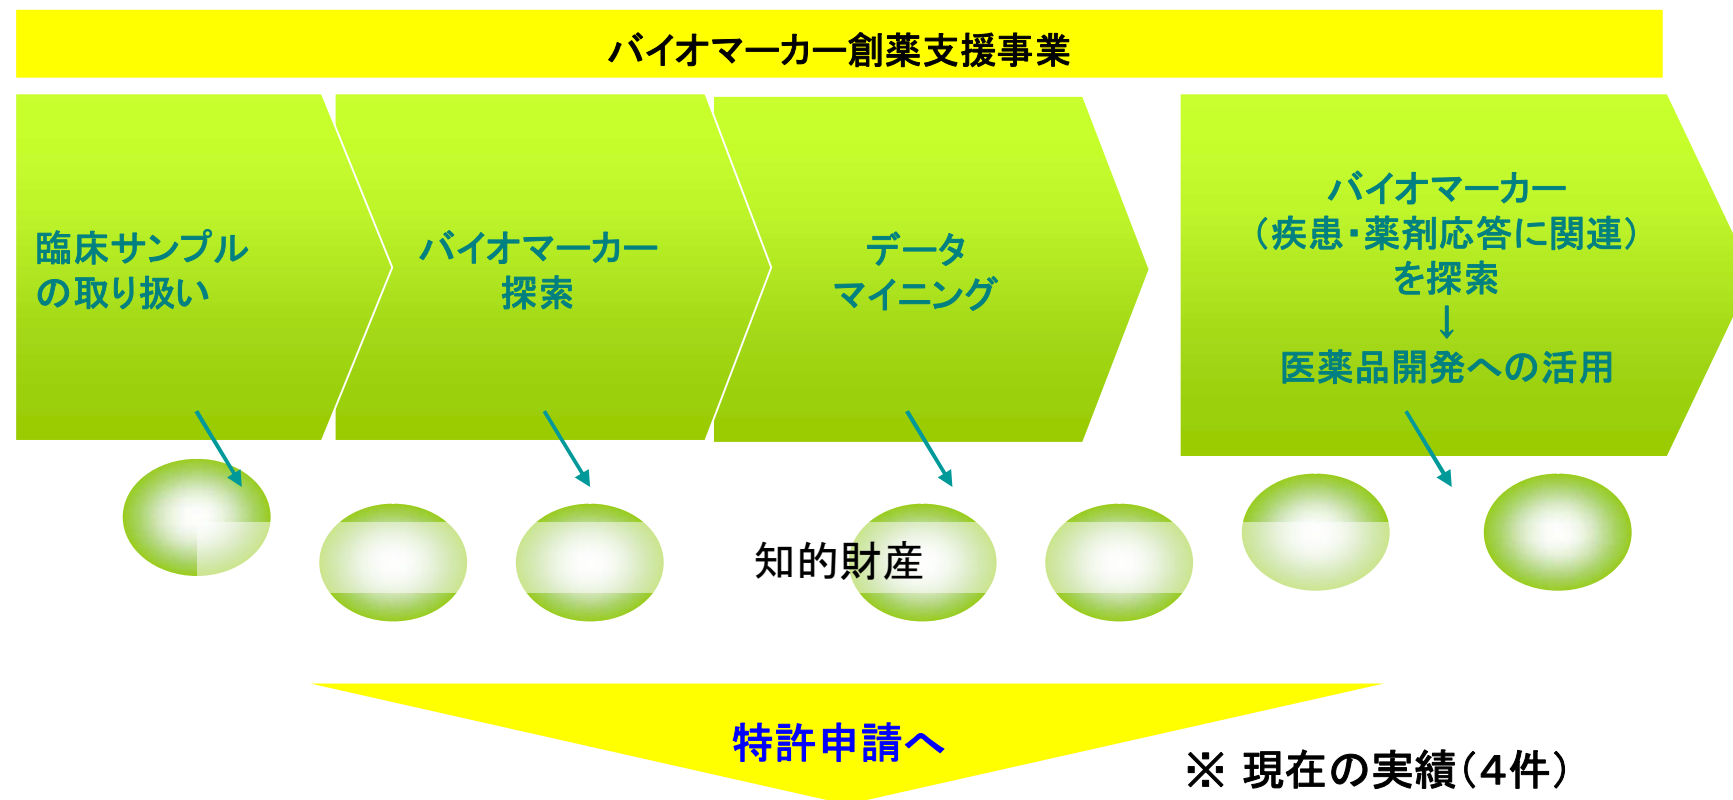 バイオマーカー創薬支援事業
臨床サンプル
の取り扱い
バイオマーカー
探索
データ
マイニング
バイオマーカー
（疾患・薬剤応答に関連）
を探索
↓
医薬品開発への活用
知的財産
特許申請へ
※ 現在の実績（４件）